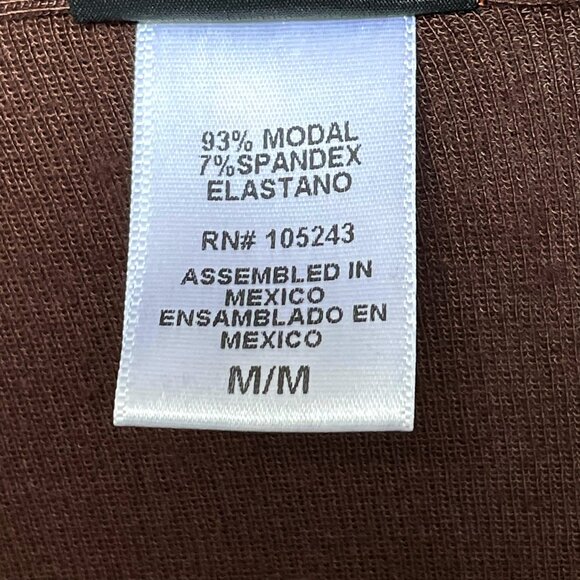 93% MODAL
7%SPANDEX
ELASTANO
RN# 105243
ASSEMBLED IN
MEXICO
ENSAMBLADO EN
MEXICO
M/M